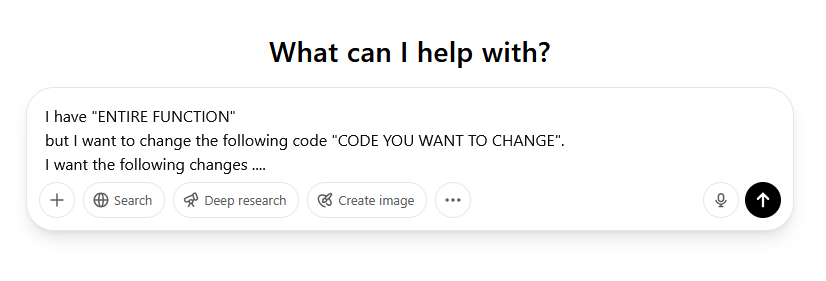 What can I help with?
I have "ENTIRE FUNCTION"
but I want to change the following code "CODE YOU WANT TO CHANGE".
I want the following changes ....
Search
Deep research
Create image